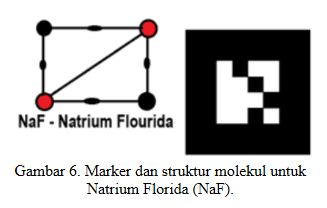 NaF - Natrium Flourida
Gambar 6. Marker dan struktur molekul untuk
Natrium Florida (NaF).